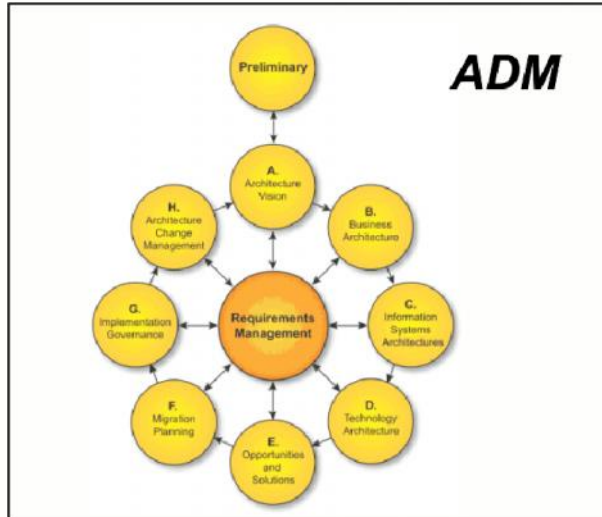 ADM
Preliminary
A.
Architecture
Vision
B.
Business
Architecture
C.
Information
Systems
Architectures
D.
Technology
Architecture
E.
Opportunities
and
Solutions
F.
Migration
Planning
G.
Implementation
Governance
H.
Architecture
Change
Management
Requirements
Management